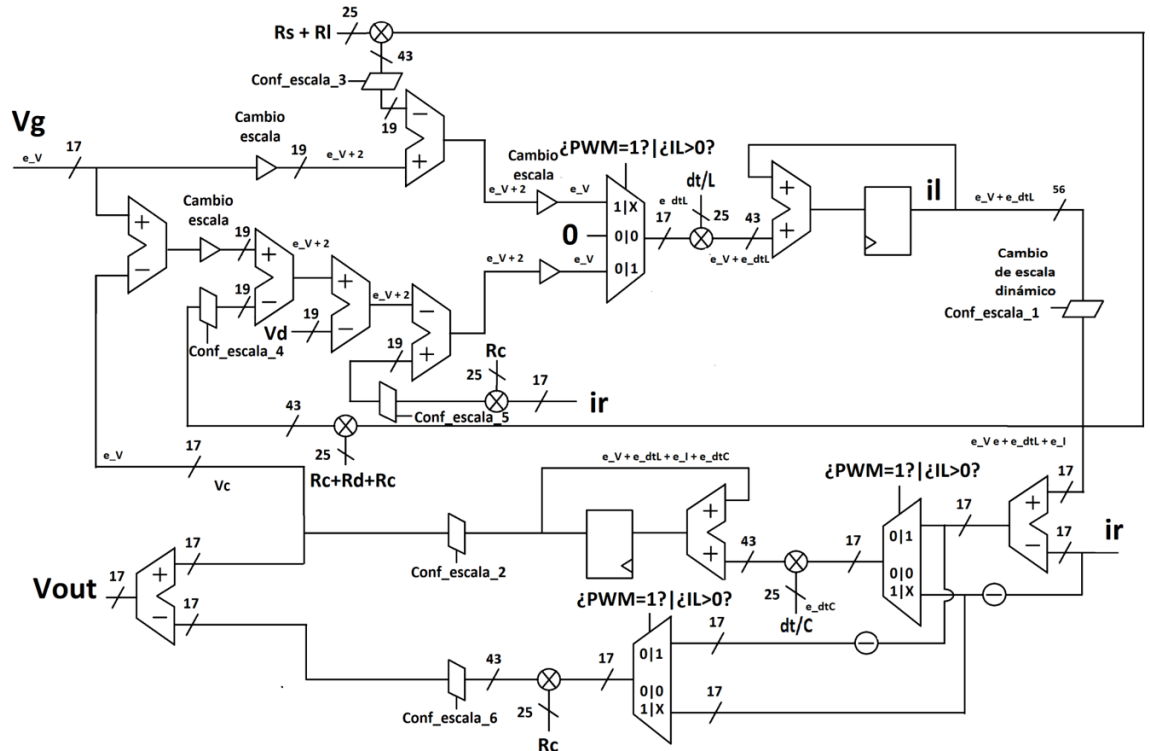 25
Rs + Rl
43
Conf_escala_3
19
Vg
17
e_V
Cambio
escala
19
e_V + 2
−
+
¿PWM=1?|¿IL>0?
Cambio
escala
e_V + 2
e_V
dt/L
e_dtL
1|X
0
0|0
0|1
17
25
43
e_V + e_dtL
+
+
il
e_V + e_dtL
56
Cambio
de escala
dinámico
Conf_escala_1
+
−
Cambio
escala
19
e_V + 2
+
−
19
Conf_escala_4
+
−
19
Vd
e_V + 2
−
+
e_V + 2
e_V
19
Rc
25
17
ir
Conf_escala_5
43
25
Rc+Rd+Rc
e_V e + e_dtL + e_I
e_V
17
Vc
e_V + e_dtL + e_I + e_dtC
¿PWM=1?|¿IL>0?
17
+
−
17
ir
17
0|1
0|0
1|X
17
43
25
e_dtC
dt/C
+
+
Conf_escala_2
−
17
Vout
17
+
−
17
¿PWM=1?|¿IL>0?
17
−
0|1
0|0
1|X
17
17
43
25
Rc
Conf_escala_6